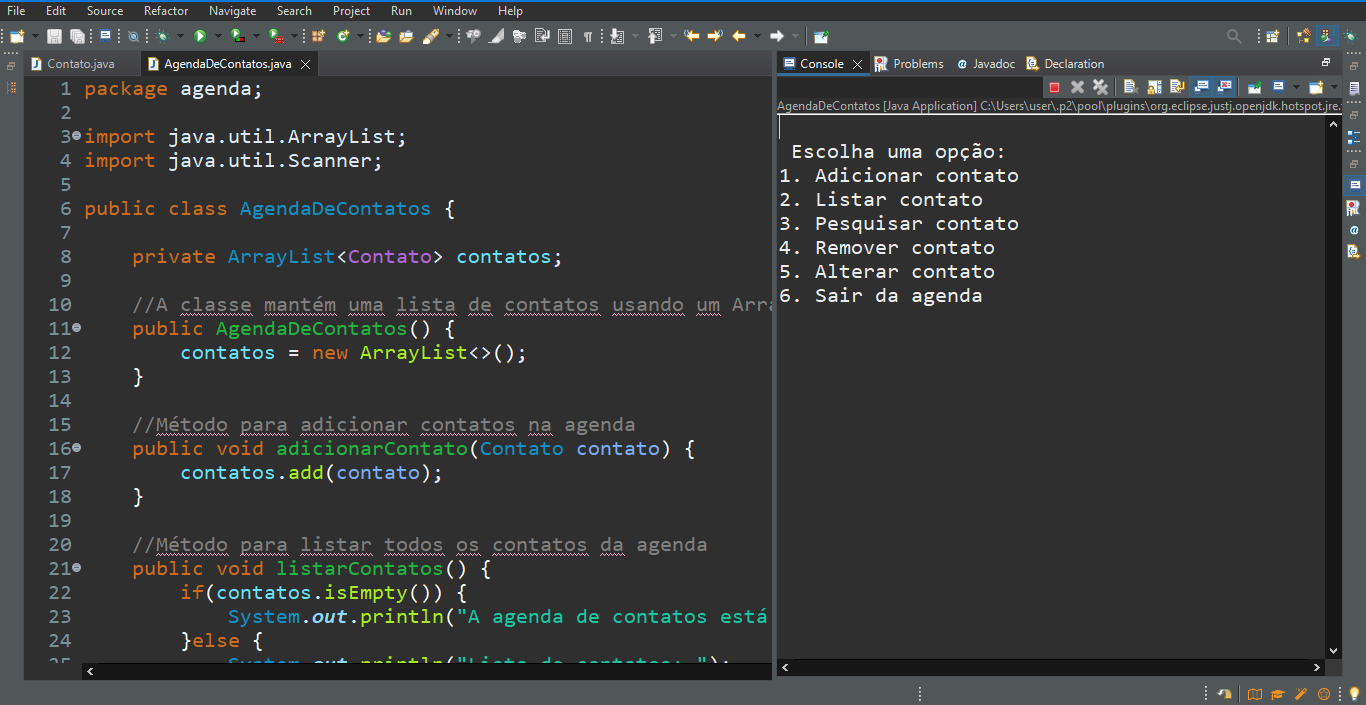 File Edit Source Refactor Navigate Search Project Run Window Help
Contato.java
AgendaDeContatos.java
1 package agenda;
2
3 import java.util.ArrayList;
4 import java.util.Scanner;
5
6 public class AgendaDeContatos {
7
8 private ArrayList<Contato> contatos;
9
10 //A classe mantém uma lista de contatos usando um Arra
11 public AgendaDeContatos() {
12 contatos = new ArrayList<>();
13 }
14
15 //Método para adicionar contatos na agenda
16 public void adicionarContato(Contato contato) {
17 contatos.add(contato);
18 }
19
20 //Método para listar todos os contatos da agenda
21 public void listarContatos() {
22 if(contatos.isEmpty()) {
23 System.out.println("A agenda de contatos está
24 }else {
25 System.out.println("Lista de contatos: ");
Console Problems Javadoc Declaration
AgendaDeContatos [Java Application] C:\Users\user\.p2\pool\plugins\org.eclipse.justj.openjdk.hotspot.jre.
Escolha uma opção:
1. Adicionar contato
2. Listar contato
3. Pesquisar contato
4. Remover contato
5. Alterar contato
6. Sair da agenda